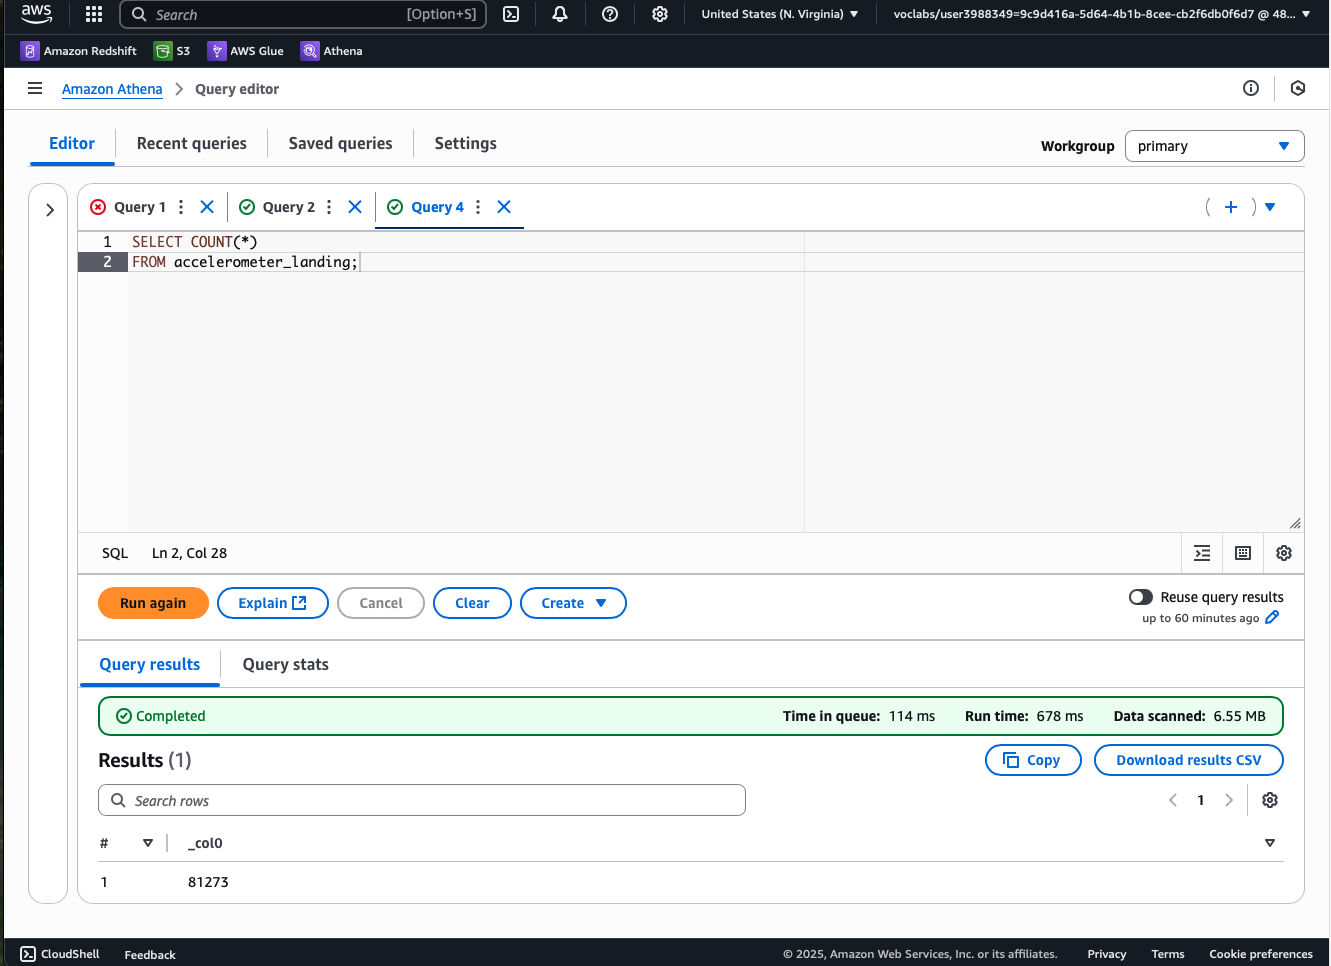 aws
Search [Option+S] United States (N. Virginia) voclabs/user3988349=9c9d416a-5d64-4b1b-8cee-cb2f6db0f6d7 @ 48...
Amazon Redshift S3 AWS Glue Athena
Amazon Athena Query editor
Editor Recent queries Saved queries Settings Workgroup primary
Query 1 Query 2 Query 4
1 SELECT COUNT(*)
2 FROM accelerometer_landing;
SQL Ln 2, Col 28
Run again Explain Cancel Clear Create Reuse query results
up to 60 minutes ago
Query results Query stats
Completed Time in queue: 114 ms Run time: 678 ms Data scanned: 6.55 MB
Results (1) Copy Download results CSV
Search rows 1
# _col0
1 81273
CloudShell Feedback © 2025, Amazon Web Services, Inc. or its affiliates. Privacy Terms Cookie preferences